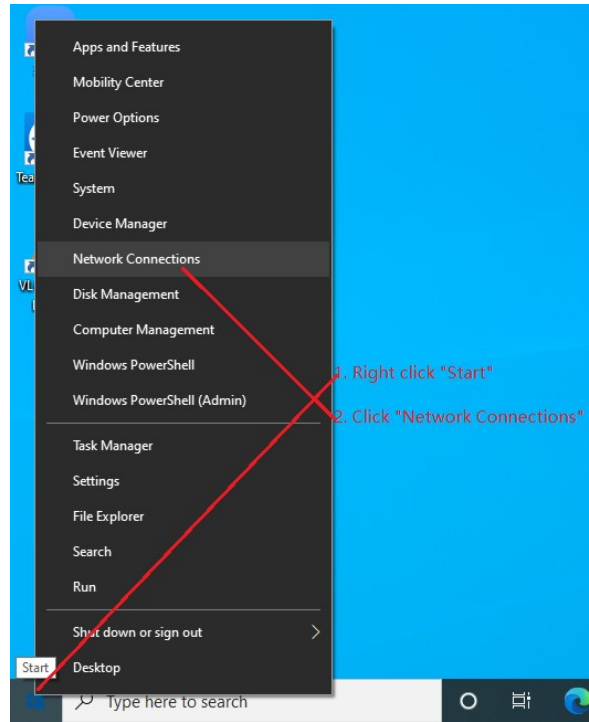 Apps and Features
Mobility Center
Power Options
Event Viewer
Tea
System
Device Manager
Network Connections
VL
Disk Management
Computer Management
Windows PowerShell
1. Right click "Start"
Windows PowerShell (Admin)
2. Click "Network Connections"
Task Manager
Settings
File Explorer
Search
Run
Shut down or sign out
Start
Desktop
Type here to search